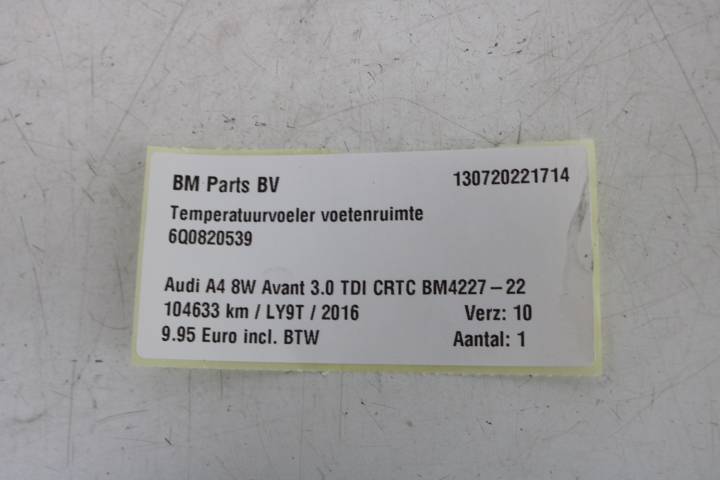 BM Parts BV 130720221714
Temperatuurvoeler voetenruimte
6Q0820539
Audi A4 8W Avant 3.0 TDI CRTC BM4227-22
104633 km / LY9T / 2016 Verz: 10
9.95 Euro incl. BTW Aantal: 1